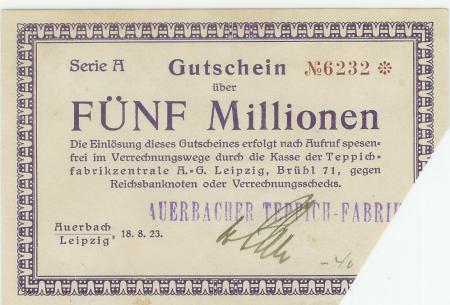 Serie A Gutschein №6232 *
über
FÜNF Millionen
Die Einlösung dieses Gutscheines erfolgt nach Aufruf spesen-
frei im Verrechnungswege durch die Kasse der Teppich-
fabrikzentrale A.-G. Leipzig, Brühl 71, gegen
Reichsbanknoten oder Verrechnungsschecks.
AUERBACHER TEPPICH-FABRIK
Auerbach
Leipzig, 18. 8. 23.